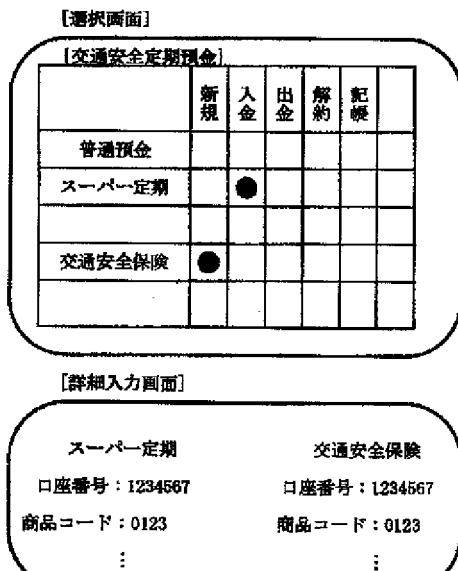 [選択画面]
[交通安全定期預金]
新規 入金 出金 解約 記帳
普通預金
スーパー定期 ●
交通安全保険 ●
[詳細入力画面]
スーパー定期 交通安全保険
口座番号:1234567 口座番号:1234567
商品コード:0123 商品コード:0123
⋮ ⋮